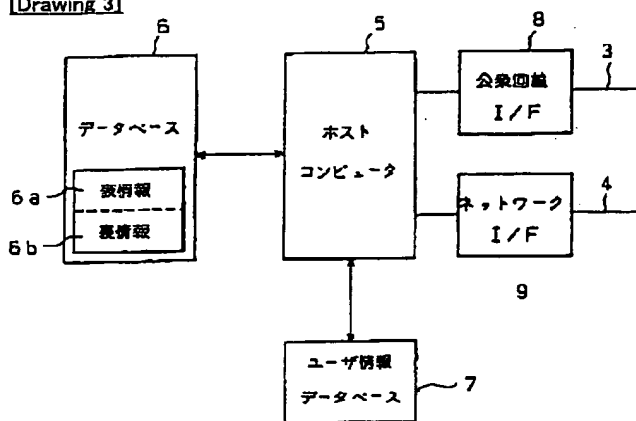 [Drawing 3]
6
5
8
3
データベース
ホスト
コンピュータ
公衆回線
I/F
6a
表情報
6b
裏情報
ネットワーク
I/F
4
9
ユーザ情報
データベース
7